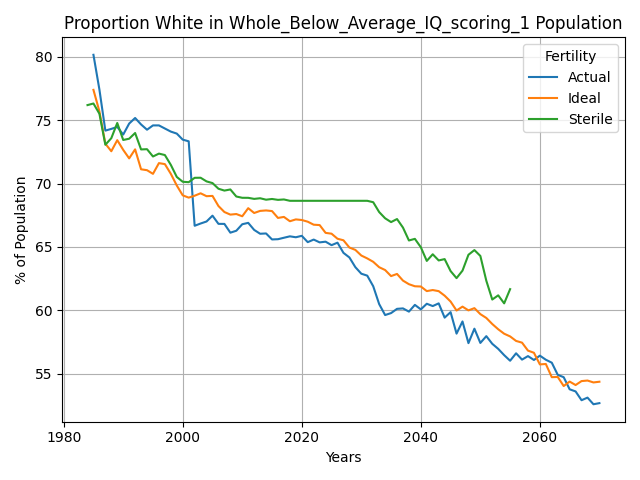 Proportion White in Whole_Below_Average_IQ_scoring_1 Population
Fertility
Actual
Ideal
Sterile
% of Population
80
75
70
65
60
55
1980
2000
2020
2040
2060
Years